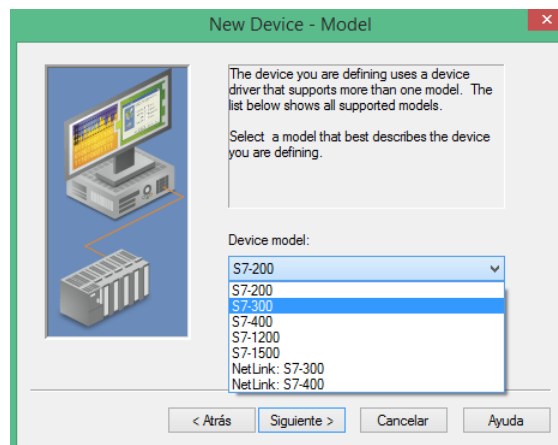 New Device - Model
The device you are defining uses a device
driver that supports more than one model. The
list below shows all supported models.
Select a model that best describes the device
you are defining.
Device model:
S7-200
S7-200
S7-300
S7-400
S7-1200
S7-1500
NetLink: S7-300
NetLink: S7-400
< Atrás
Siguiente >
Cancelar
Ayuda